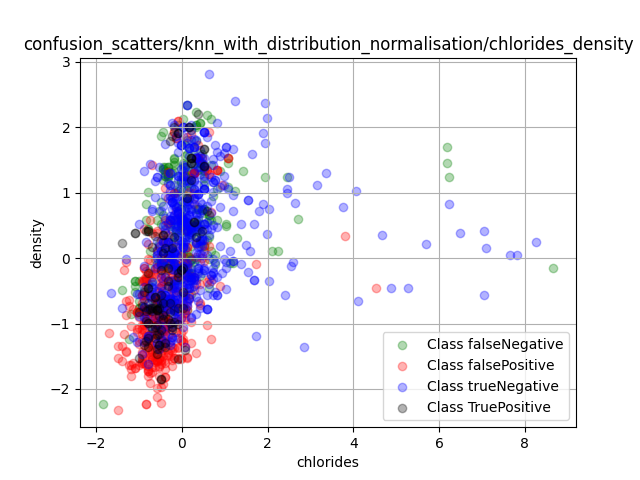 confusion_scatters/knn_with_distribution_normalisation/chlorides_density
3
2
1
0
−1
−2
density
−2
0
2
4
6
8
chlorides
Class falseNegative
Class falsePositive
Class trueNegative
Class TruePositive